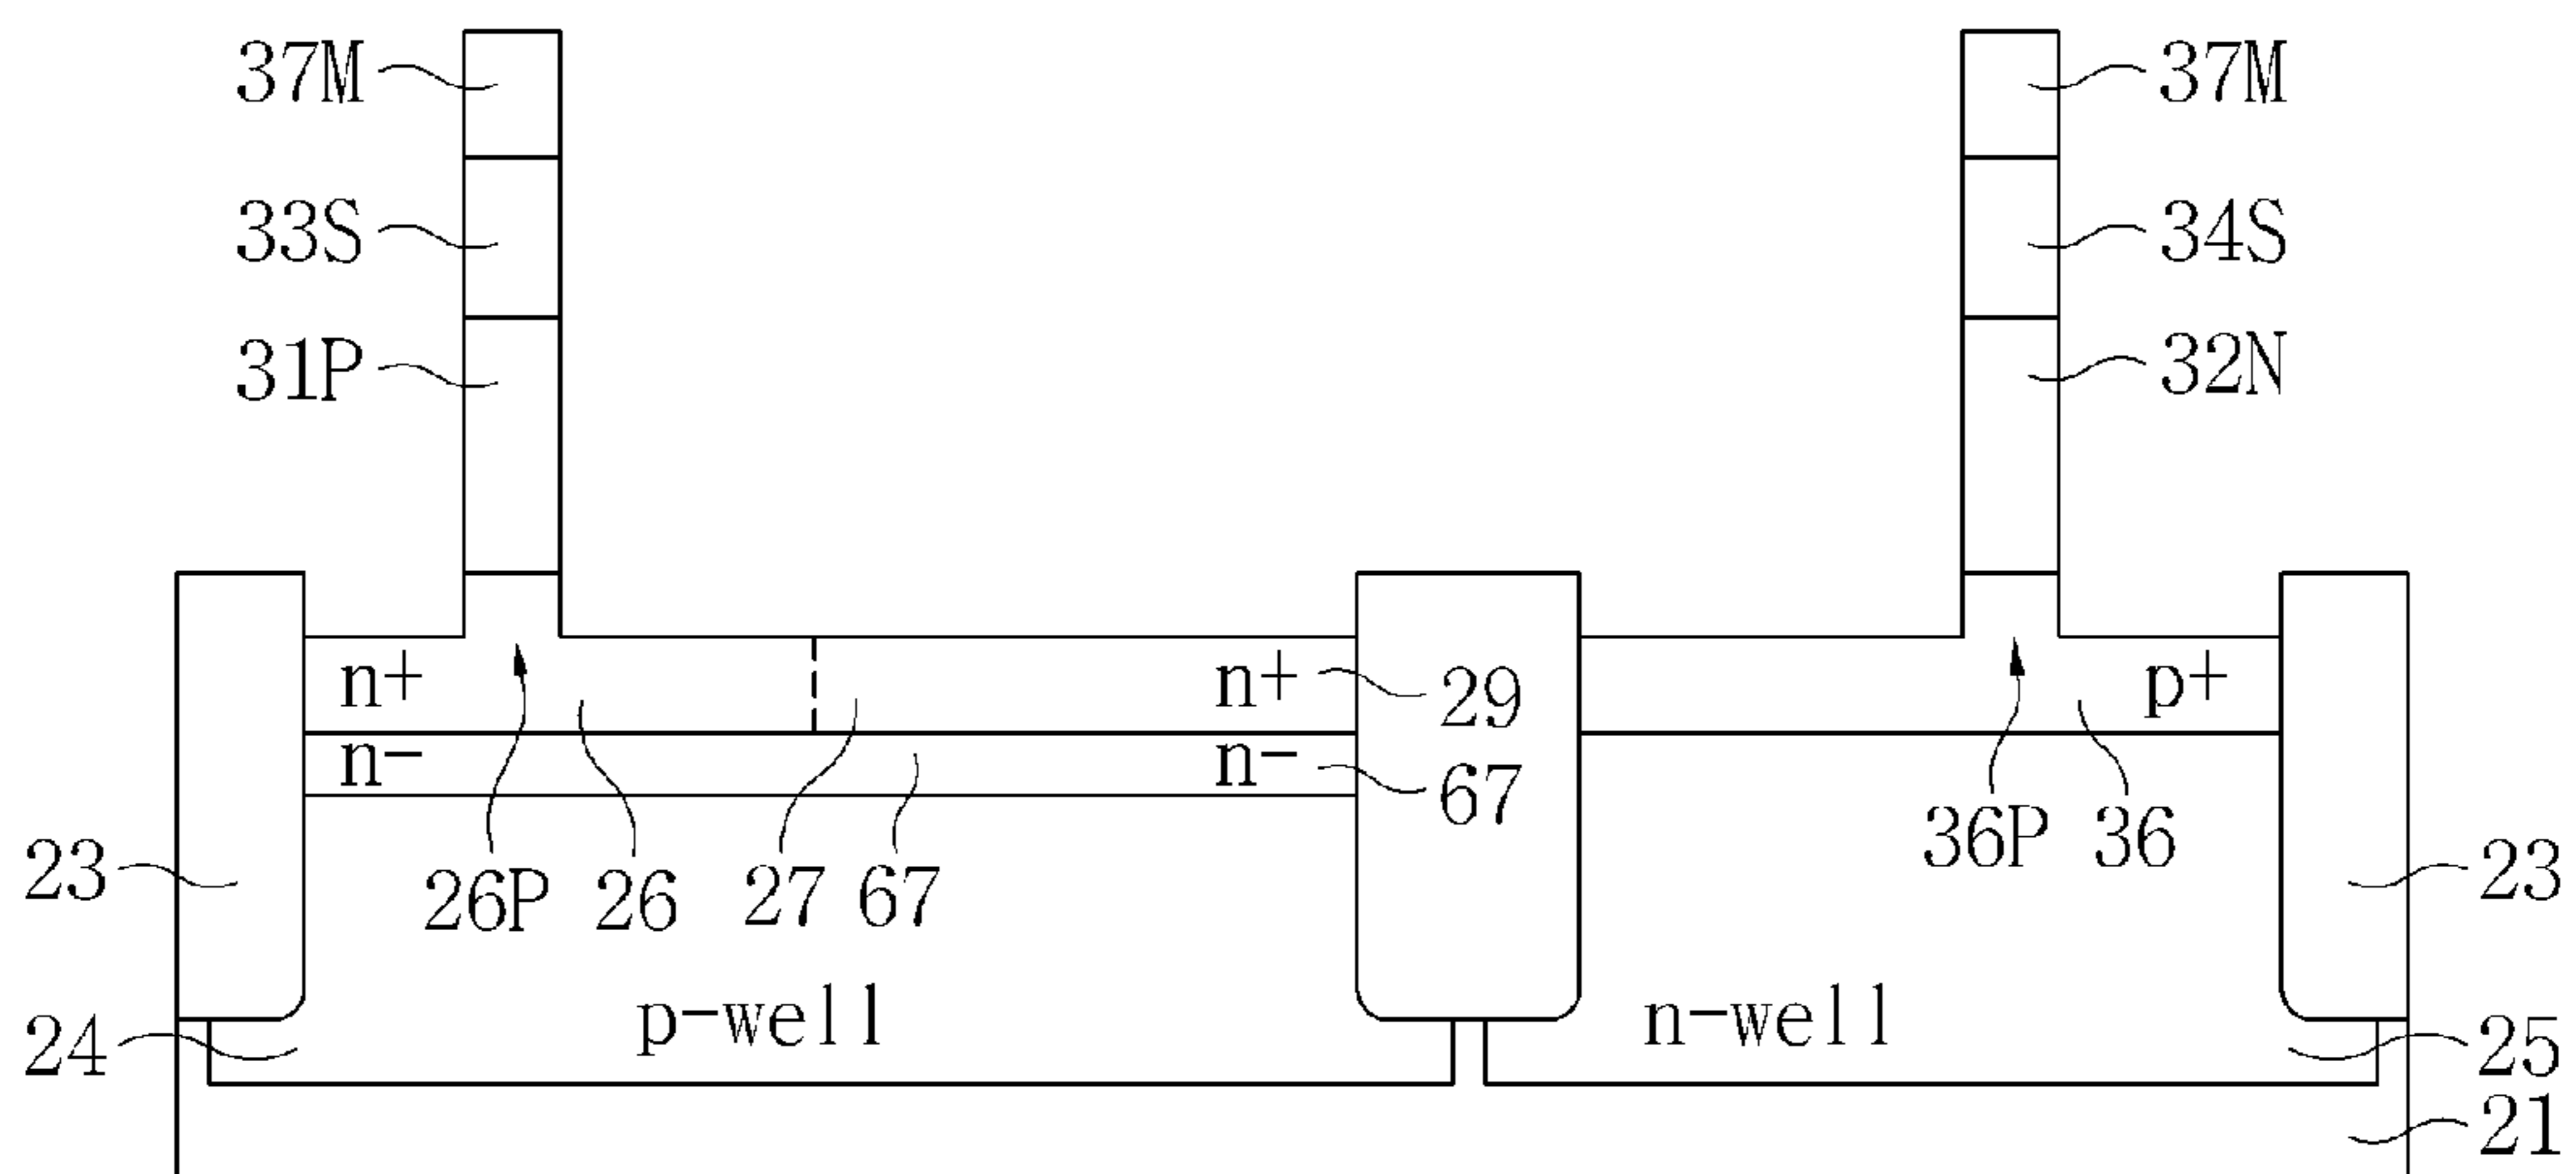 37M 37M
33S 34S
31P 32N
n+ n+ 29 p+
n- n- 67
26P 26 27 67 36P 36
23 23
p-well n-well
24 25
21